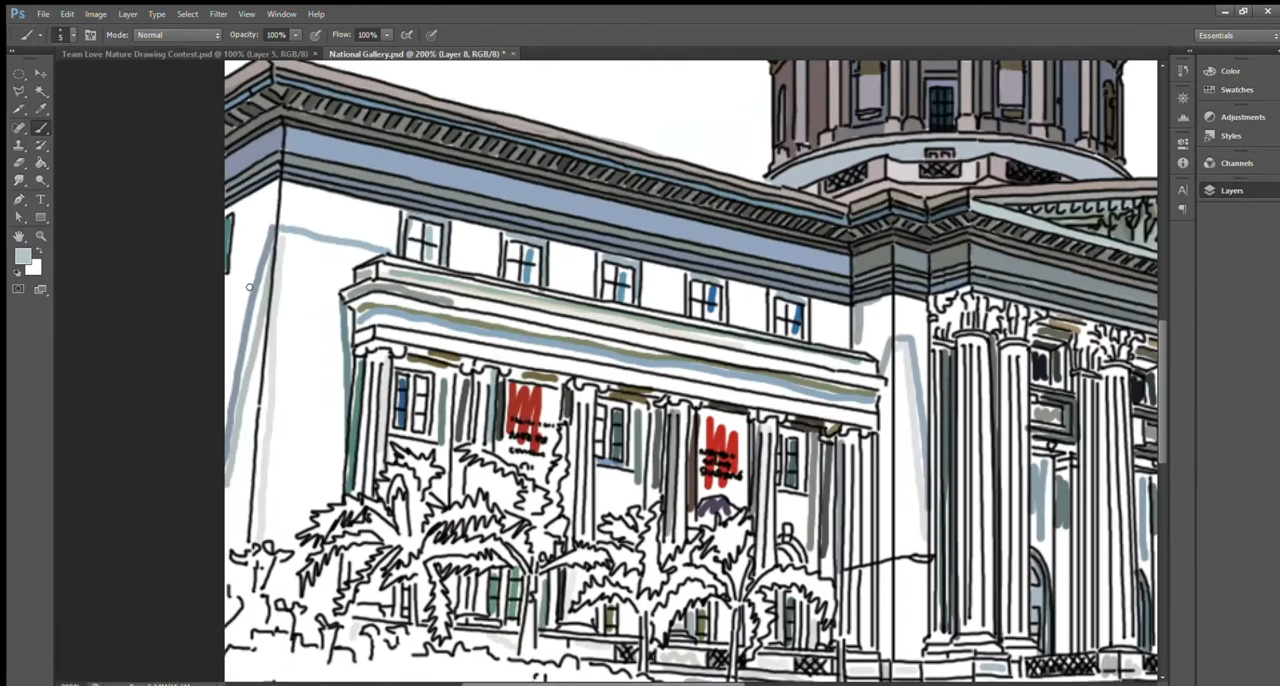 Ps File Edit Image Layer Type Select Filter View Window Help
5 Mode: Normal Opacity: 100% Flow: 100% Essentials
Team Love Nature Drawing Contest.psd @ 100% (Layer 5, RGB/8) × National Gallery.psd @ 200% (Layer 8, RGB/8) * ×
Color
Swatches
Adjustments
Styles
Channels
Layers